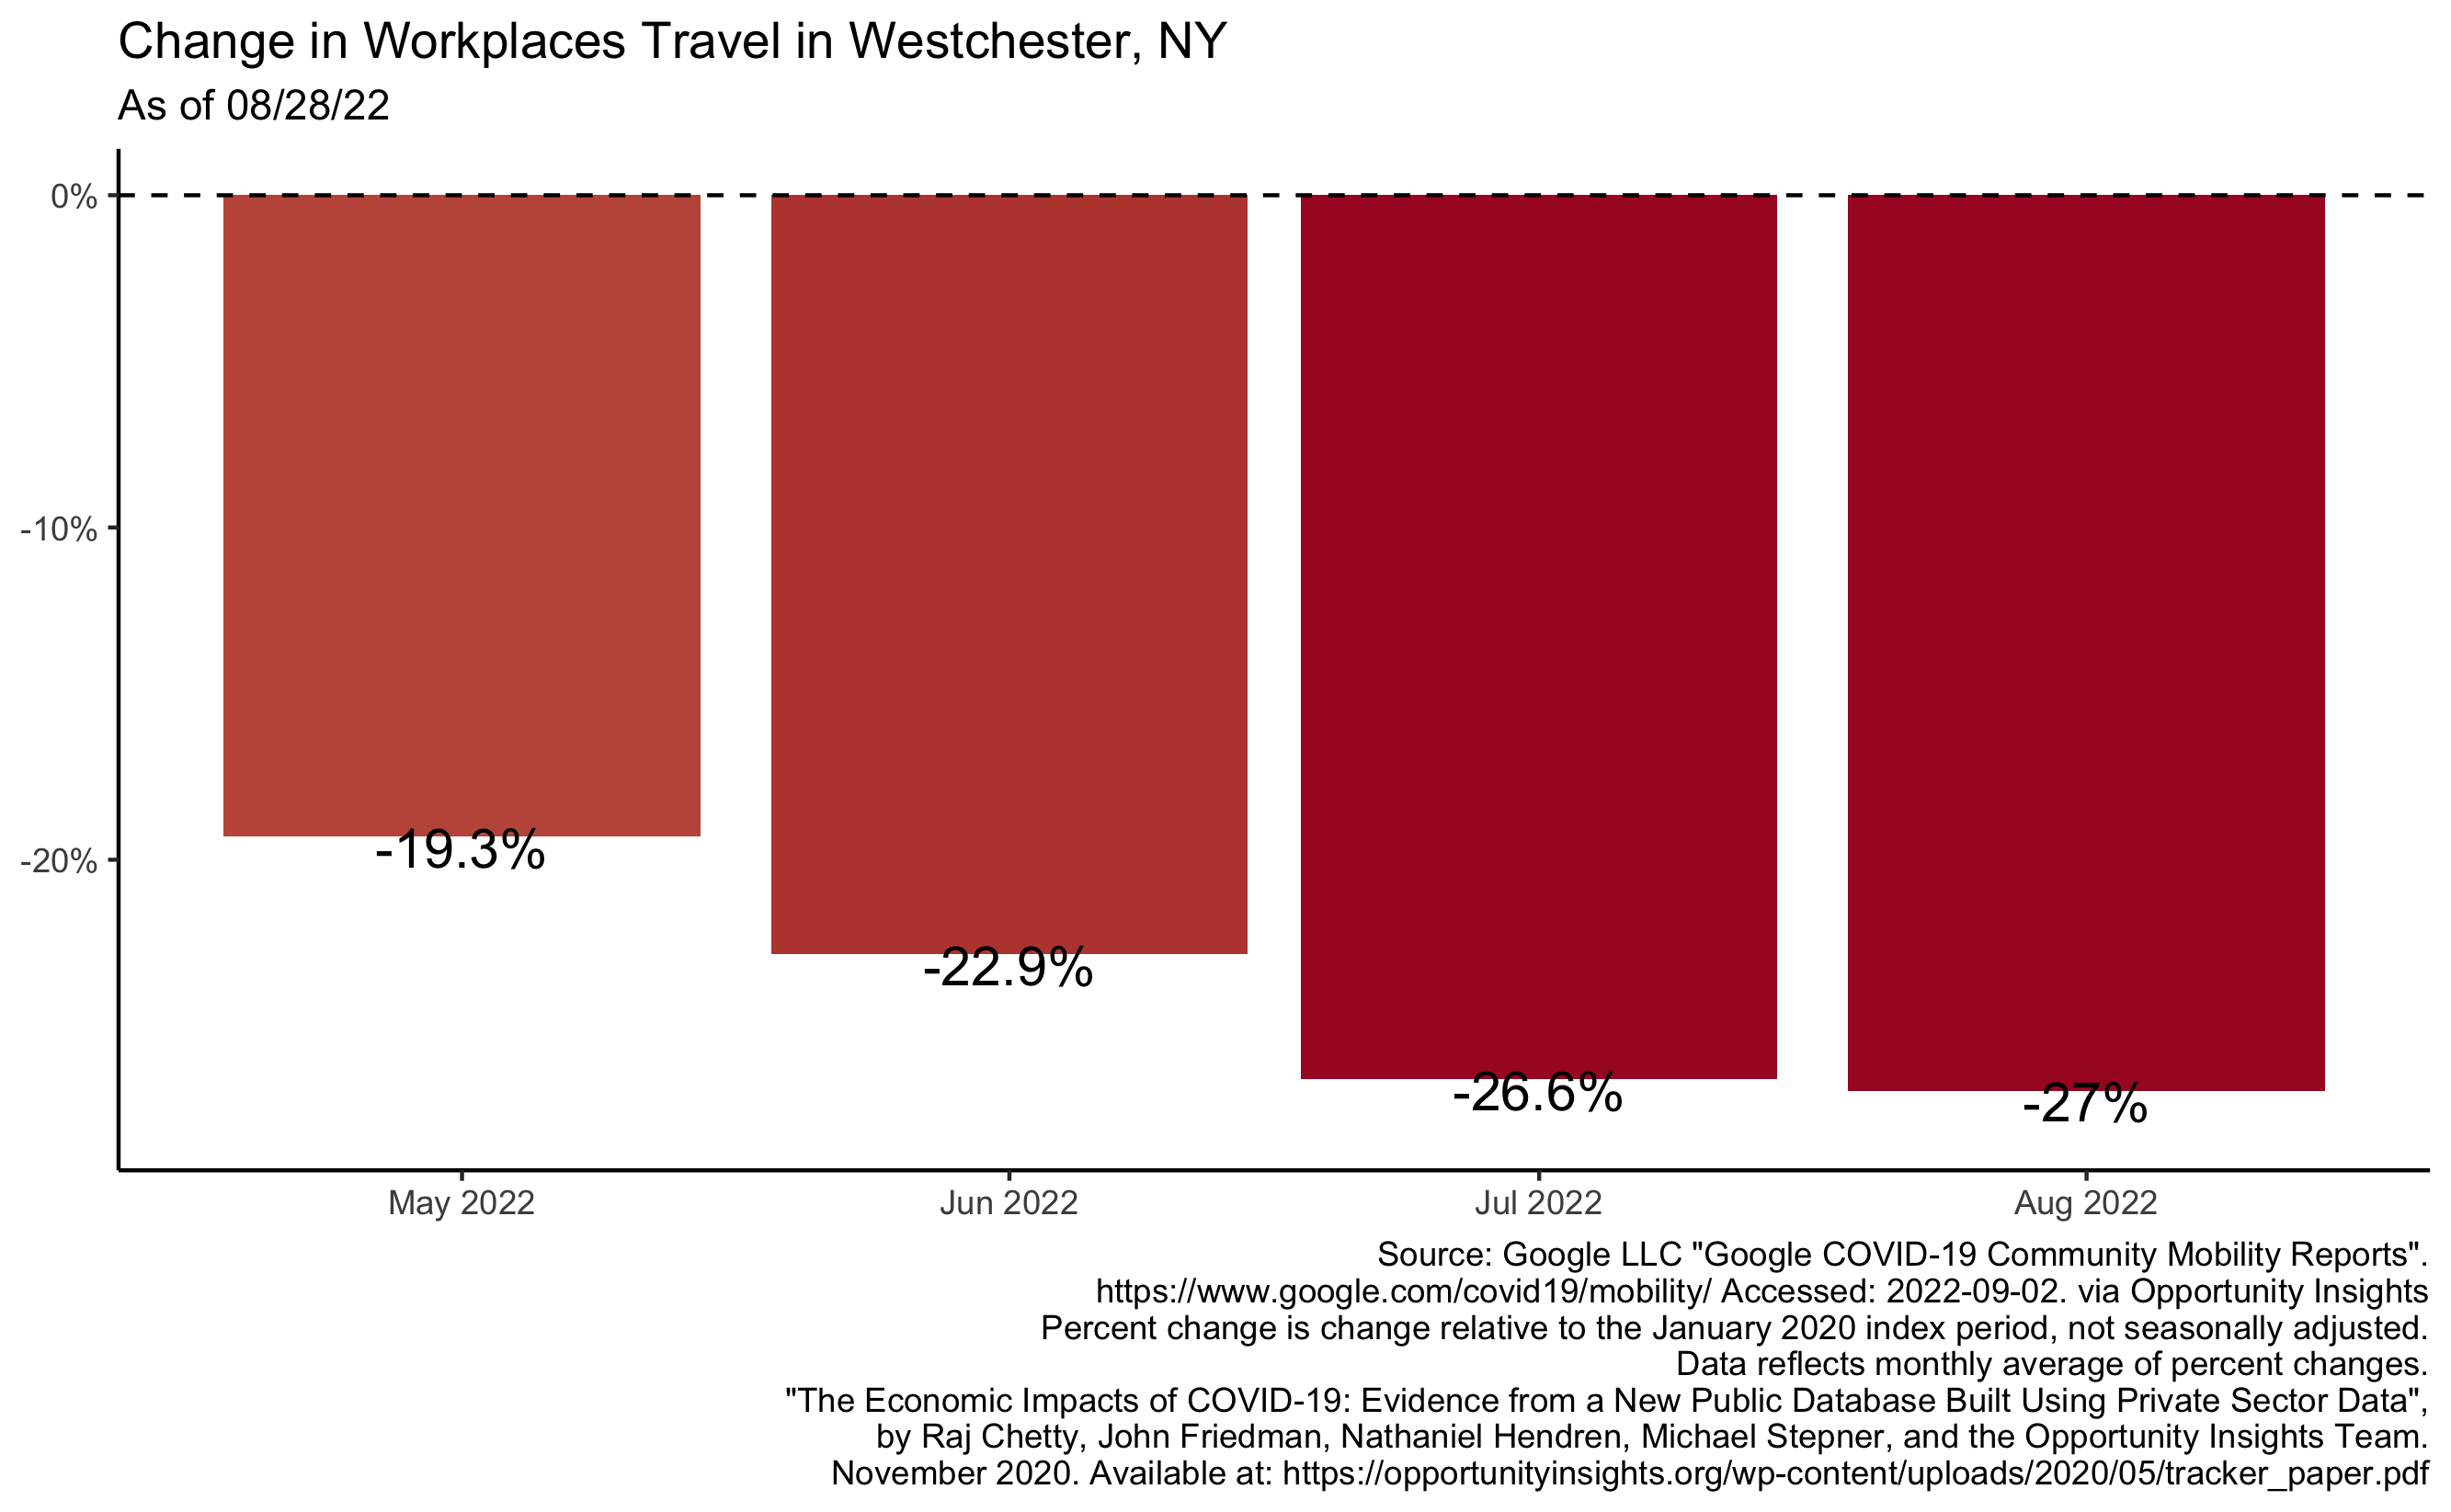 Change in Workplaces Travel in Westchester, NY
As of 08/28/22
0%
-10%
-20%
-19.3%
-22.9%
-26.6%
-27%
May 2022
Jun 2022
Jul 2022
Aug 2022
Source: Google LLC "Google COVID-19 Community Mobility Reports".
https://www.google.com/covid19/mobility/ Accessed: 2022-09-02. via Opportunity Insights
Percent change is change relative to the January 2020 index period, not seasonally adjusted.
Data reflects monthly average of percent changes.
"The Economic Impacts of COVID-19: Evidence from a New Public Database Built Using Private Sector Data",
by Raj Chetty, John Friedman, Nathaniel Hendren, Michael Stepner, and the Opportunity Insights Team.
November 2020. Available at: https://opportunityinsights.org/wp-content/uploads/2020/05/tracker_paper.pdf